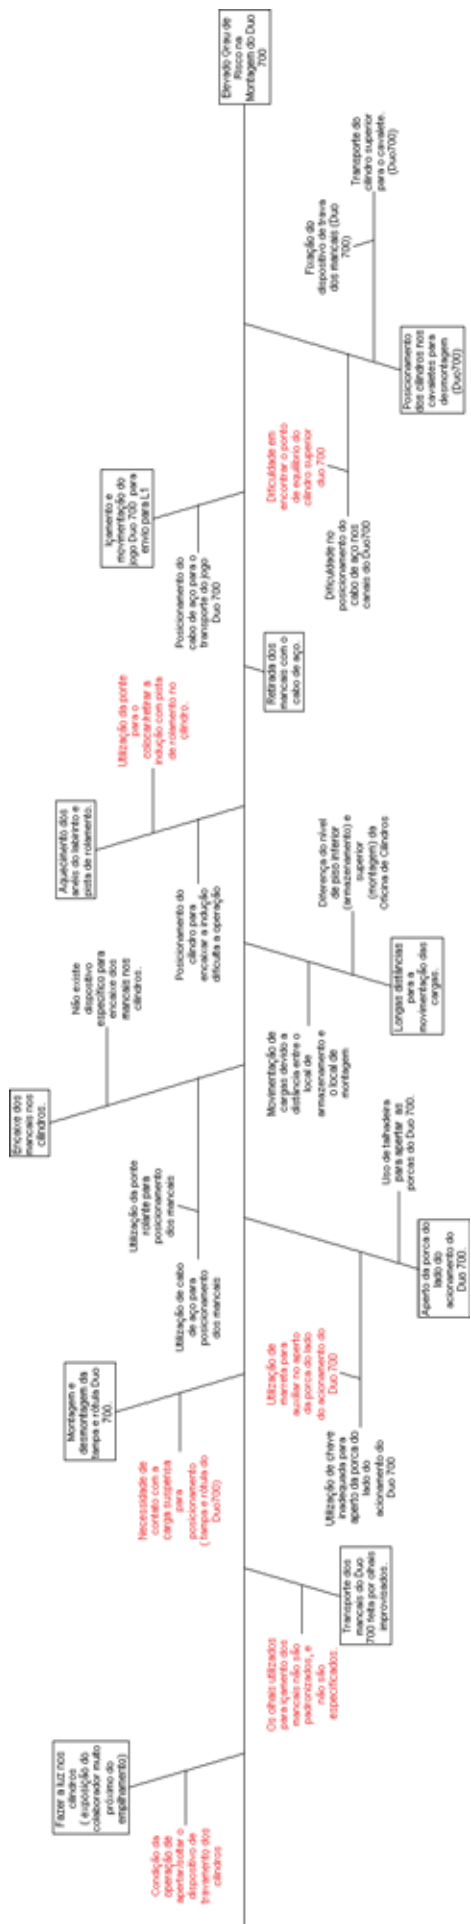 Fazer a luz nos
cilindros
( exposição do
colaborador muito
próximo do
empilhamento)
Condição da
operação de
apertar/soltar o
dispositivo de
travamento dos
cilindros
Montagem e
desmontagem da
tampa e rótula Duo
700.
Necessidade de
contato com a
carga suspensa
para
posicionamento
( tampa e rótula do
Duo700)
Encaixe dos
mancais nos
cilindros.
Não existe
dispositivo
específico para
encaixe dos
mancais nos
cilindros.
Utilização da ponte
rolante para
posicionamento
dos mancais
Utilização de cabo
de aço para
posicionamento
dos mancais
Aquecimento dos
anéis do labirinto e
pista de rolamento.
Utilização da ponte
para o
colocar/retirar a
indução com pista
de rolamento no
cilindro.
Posicionamento do
cilindro para
encaixar a indução
dificulta a operação
Içamento e
movimentação do
jogo Duo 700 para
envio para L1
Posicionamento do
cabo de aço para o
transporte do jogo
Duo 700
Elevado Grau de
Risco na
Montagem do Duo
700
Os olhais utilizados
para içamento dos
mancais não são
padronizados, e
não são
especificados.
Transporte dos
mancais do Duo
700 feita por olhais
improvisados.
Utilização de
marreta para
auxiliar no aperto
da porca do lado
do acionamento do
Duo 700
Utilização de chave
inadequada para
aperto da porca do
lado do
acionamento do
Duo 700
Uso de talhadeira
para apertar as
porcas do Duo 700.
Aperto da porca do
lado do
acionamento do
Duo 700.
Movimentação de
cargas devido a
distância entre o
local de
armazenamento e
o local de
montagem
Diferença do nível
de piso inferior
(armazenamento) e
superior
(montagem) da
Oficina de Cilindros
Longas distâncias
para a
movimentação das
cargas.
Retirada dos
mancais com o
cabo de aço.
Dificuldade em
encontrar o ponto
de equilíbrio do
cilindro superior
duo 700
Dificuldade no
posicionamento do
cabo de aço nos
canais do Duo700
Fixação do
dispositivo de trava
dos mancais (Duo
700)
Transporte do
cilindro superior
para o cavalete.
(Duo700)
Posicionamento
dos cilindros nos
cavaletes para
desmontagem
(Duo700)